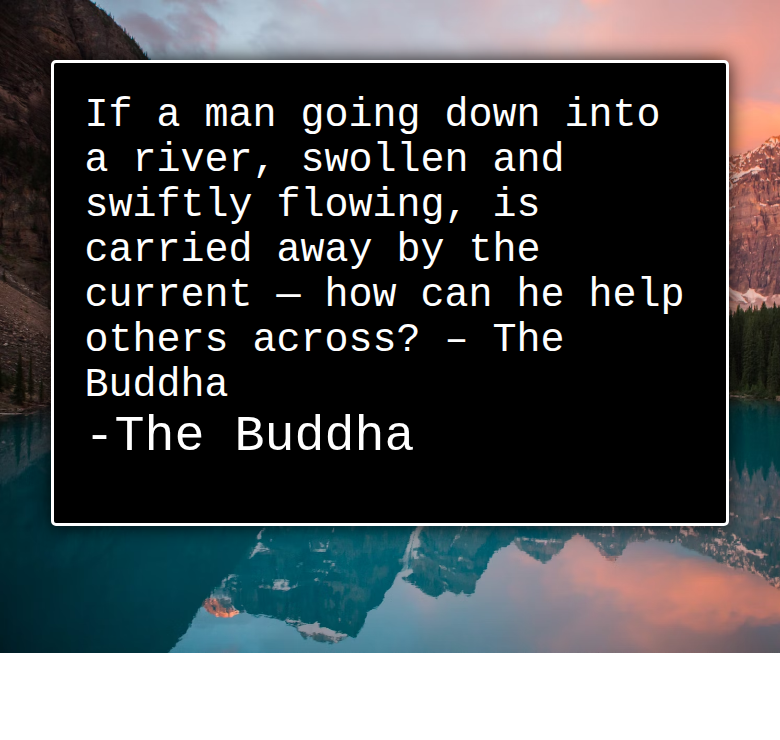 If a man going down into
a river, swollen and
swiftly flowing, is
carried away by the
current — how can he help
others across? – The
Buddha
-The Buddha